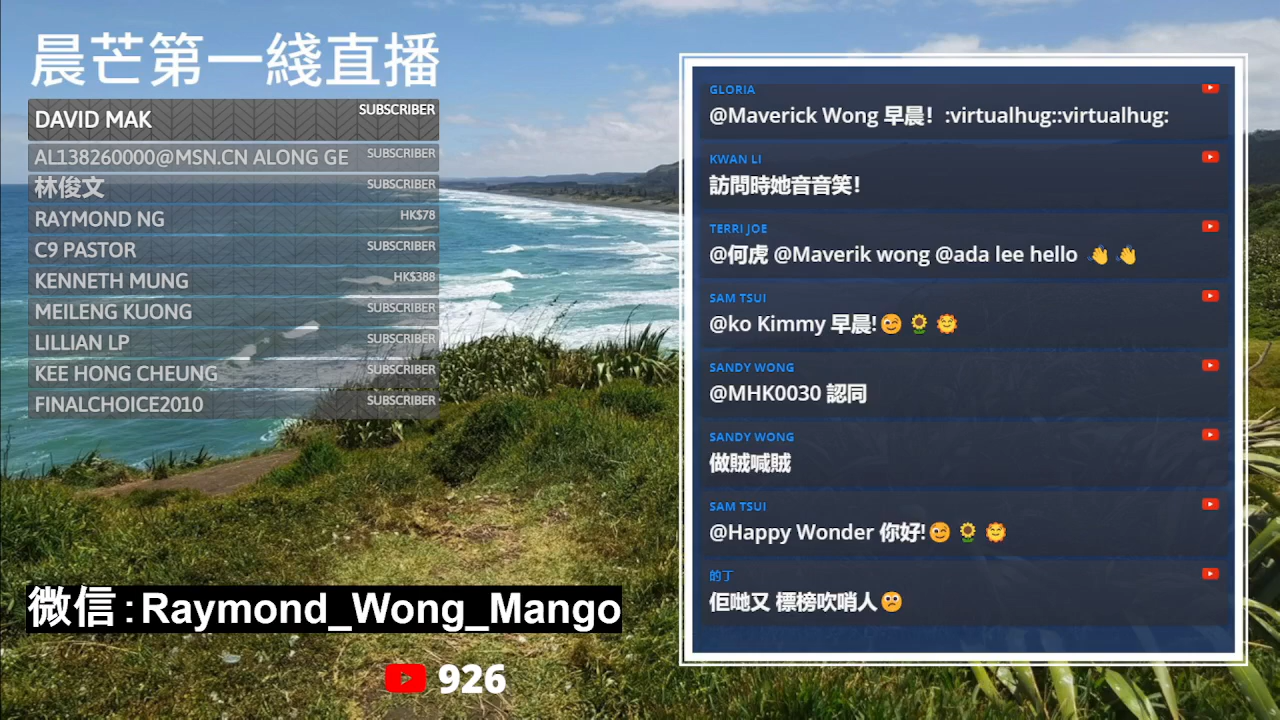 晨芒第一綫直播
DAVID MAK SUBSCRIBER
AL138260000@MSN.CN ALONG GE SUBSCRIBER
林俊文 SUBSCRIBER
RAYMOND NG HK$78
C9 PASTOR SUBSCRIBER
KENNETH MUNG HK$388
MEILENG KUONG SUBSCRIBER
LILLIAN LP SUBSCRIBER
KEE HONG CHEUNG SUBSCRIBER
FINALCHOICE2010 SUBSCRIBER
GLORIA
@Maverick Wong 早晨！:virtualhug::virtualhug:
KWAN LI
訪問時她音音笑！
TERRI JOE
@何虎 @Maverik wong @ada lee hello 👋 👋
SAM TSUI
@ko Kimmy 早晨!😉 🌻 🌞
SANDY WONG
@MHK0030 認同
SANDY WONG
做賊喊賊
SAM TSUI
@Happy Wonder 你好!😉 🌻 🌞
的丁
佢哋又 標榜吹哨人🙁
微信:Raymond_Wong_Mango
926